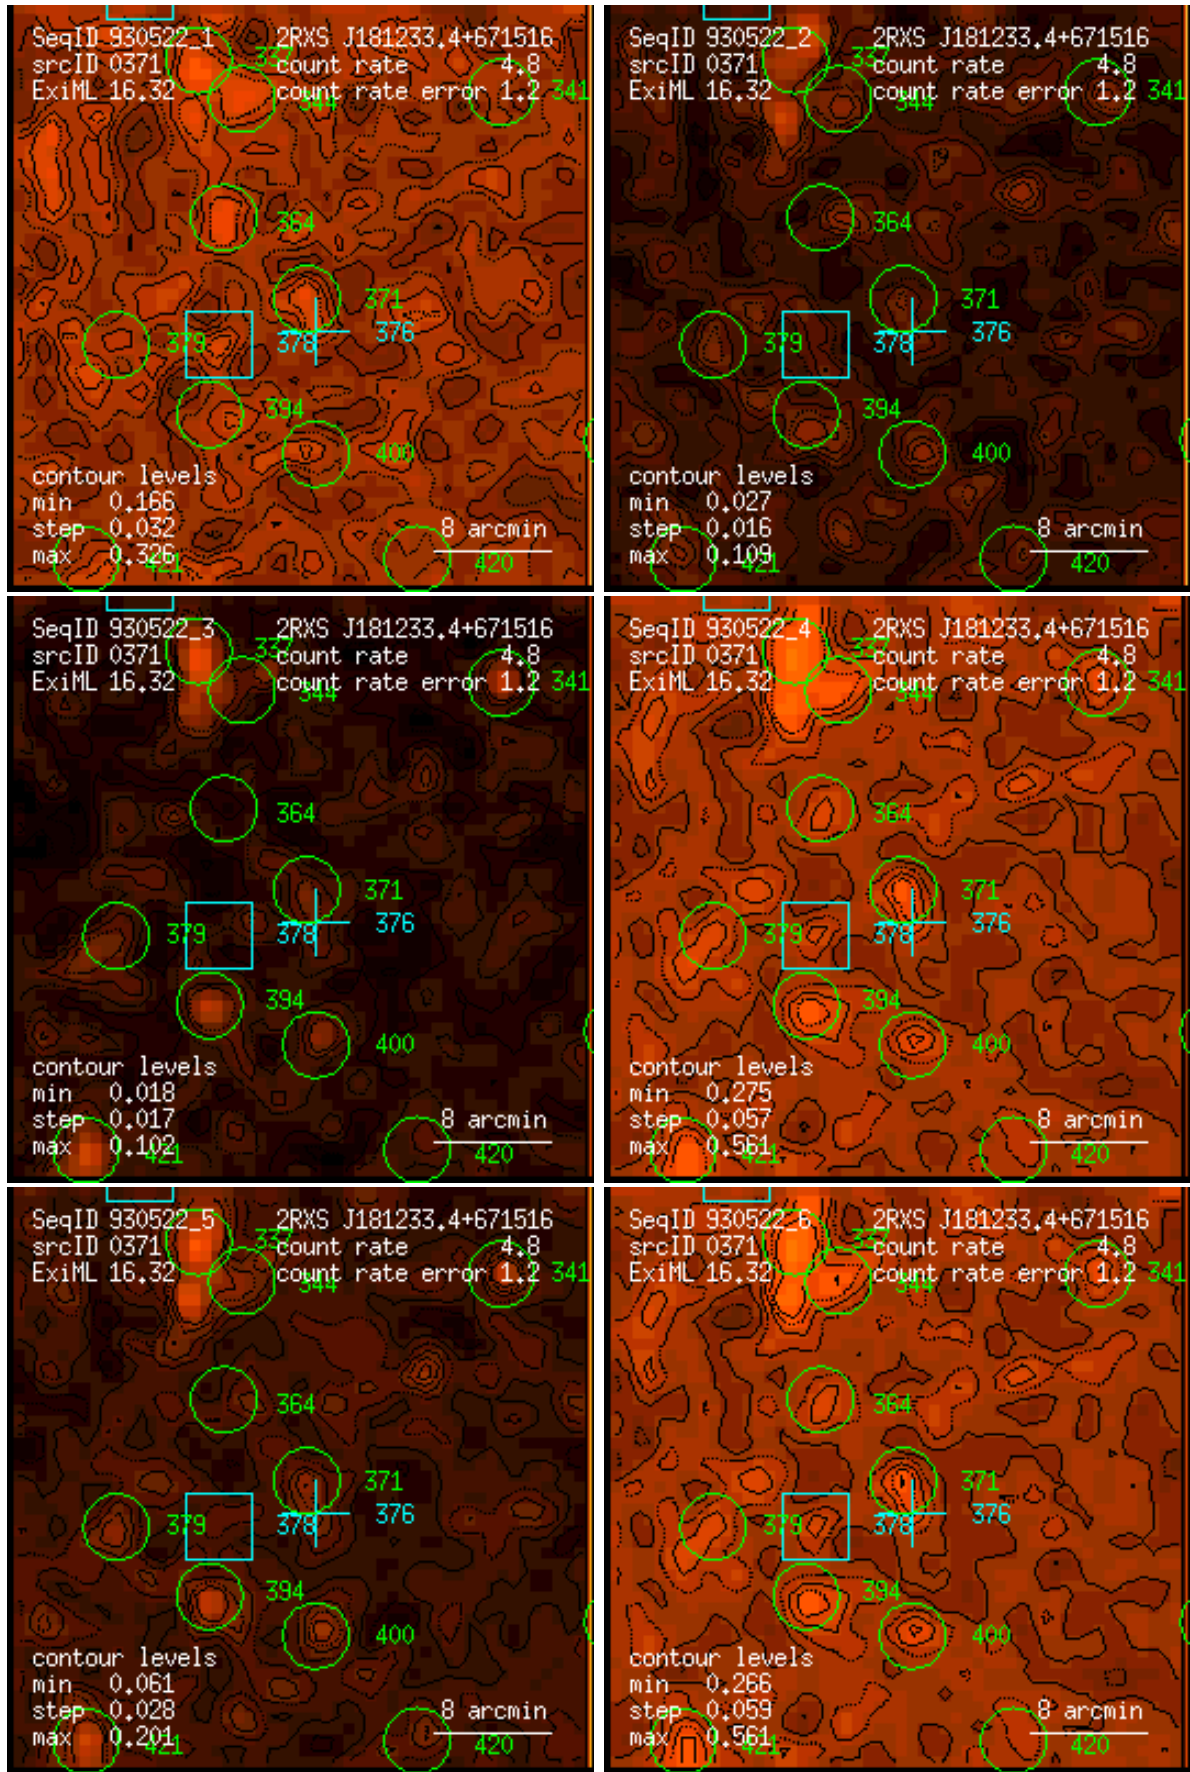 SeqID 930522_1 2RXS J181233.4+671516
srcID 0371 337 count rate 4.8
ExiML 16.32 344 count rate error 1.2 341
364
371
379 378 376
394
400
contour levels
min 0.166
step 0.032 8 arcmin
max 0.326 421 420
SeqID 930522_2 2RXS J181233.4+671516
srcID 0371 337 count rate 4.8
ExiML 16.32 344 count rate error 1.2 341
364
371
379 378 376
394
400
contour levels
min 0.027
step 0.016 8 arcmin
max 0.109 421 420
SeqID 930522_3 2RXS J181233.4+671516
srcID 0371 337 count rate 4.8
ExiML 16.32 344 count rate error 1.2 341
364
371
379 378 376
394
400
contour levels
min 0.018
step 0.017 8 arcmin
max 0.102 421 420
SeqID 930522_4 2RXS J181233.4+671516
srcID 0371 337 count rate 4.8
ExiML 16.32 344 count rate error 1.2 341
364
371
379 378 376
394
400
contour levels
min 0.275
step 0.057 8 arcmin
max 0.561 421 420
SeqID 930522_5 2RXS J181233.4+671516
srcID 0371 337 count rate 4.8
ExiML 16.32 344 count rate error 1.2 341
364
371
379 378 376
394
400
contour levels
min 0.061
step 0.028 8 arcmin
max 0.201 421 420
SeqID 930522_6 2RXS J181233.4+671516
srcID 0371 337 count rate 4.8
ExiML 16.32 344 count rate error 1.2 341
364
371
379 378 376
394
400
contour levels
min 0.266
step 0.059 8 arcmin
max 0.561 421 420